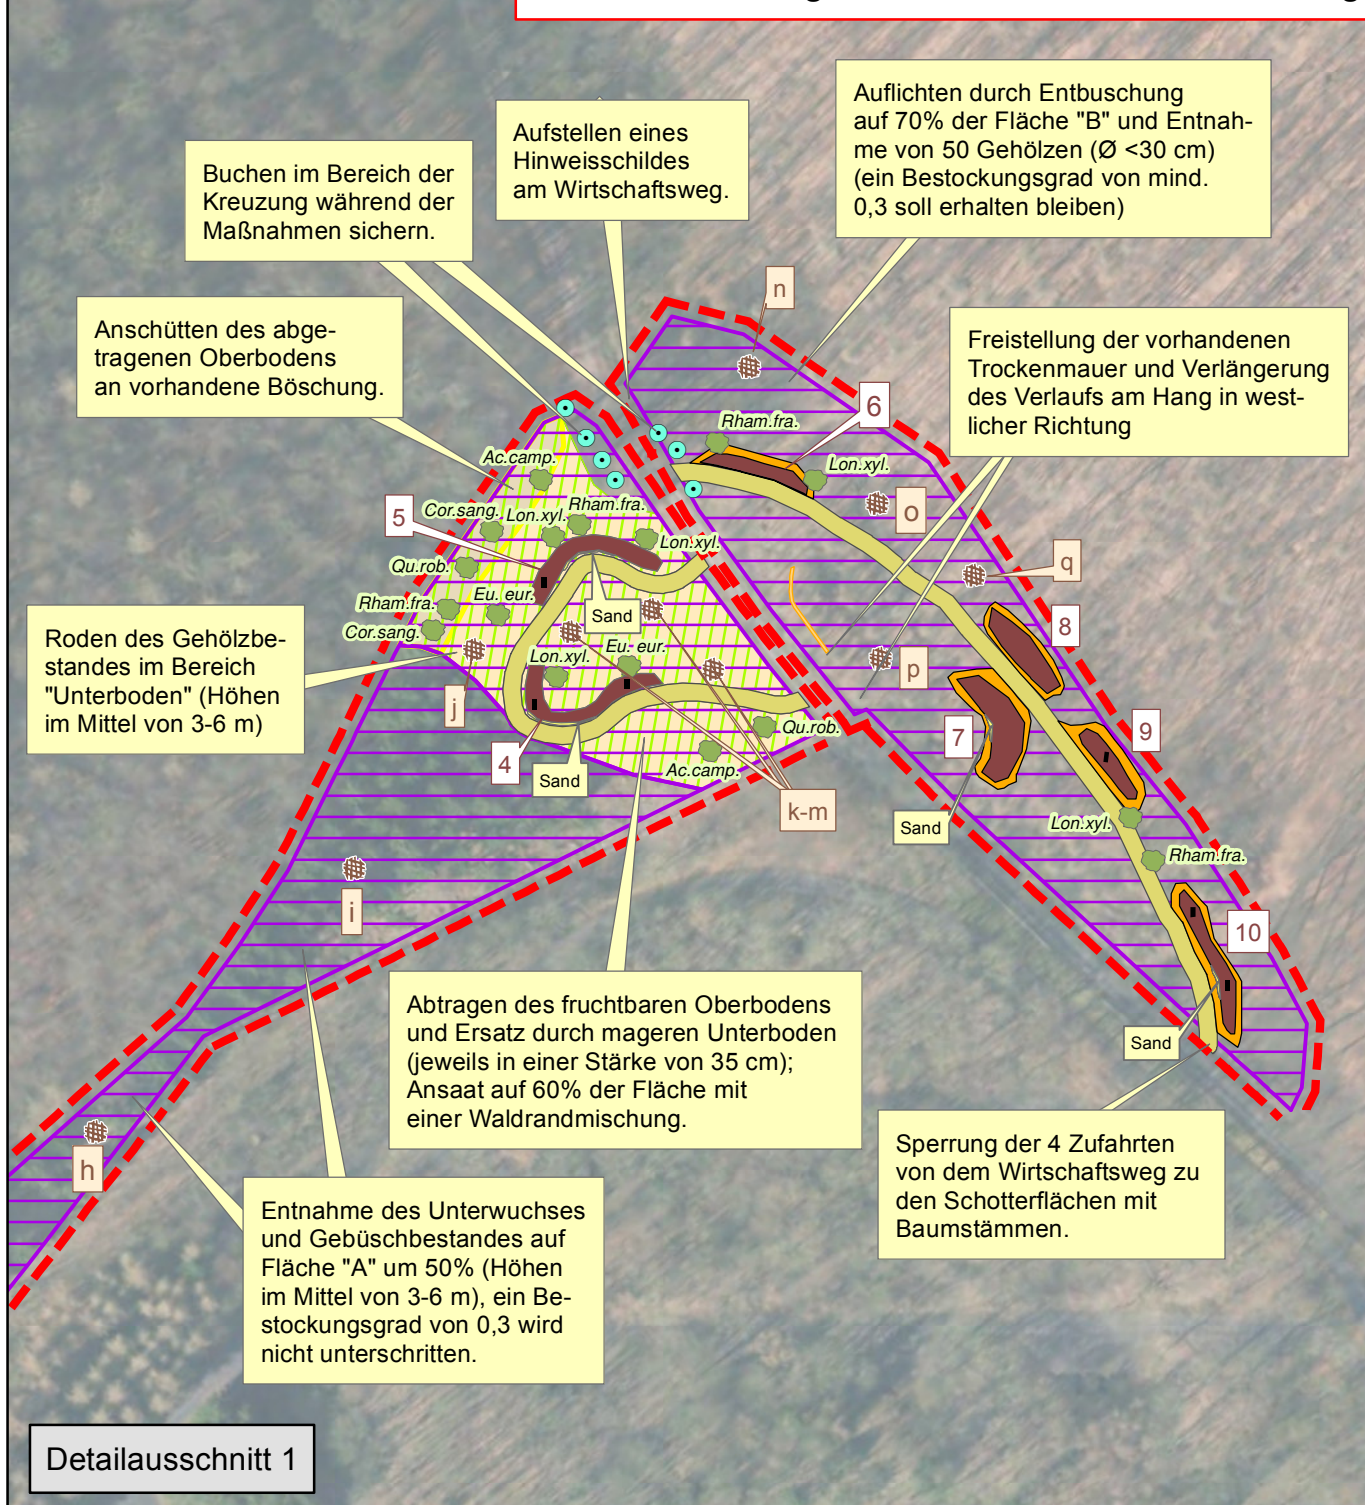 Auflichten durch Entbuschung
auf 70% der Fläche "B" und Entnah-
me von 50 Gehölzen (Ø <30 cm)
(ein Bestockungsgrad von mind.
0,3 soll erhalten bleiben)
Aufstellen eines
Hinweisschildes
am Wirtschaftsweg.
Buchen im Bereich der
Kreuzung während der
Maßnahmen sichern.
Anschütten des abge-
tragenen Oberbodens
an vorhandene Böschung.
Freistellung der vorhandenen
Trockenmauer und Verlängerung
des Verlaufs am Hang in west-
licher Richtung
n
6
Rham.fra.
Lon.xyl.
o
q
p
8
7
9
Sand
Lon.xyl.
Rham.fra.
10
Sand
Ac.camp.
Cor.sang.
Lon.xyl.
Rham.fra.
Lon.xyl.
5
Qu.rob.
Rham.fra.
Eu. eur.
Cor.sang.
Sand
Lon.xyl.
Eu. eur.
j
4
Sand
Qu.rob.
Ac.camp.
k-m
i
h
Roden des Gehölzbe-
standes im Bereich
"Unterboden" (Höhen
im Mittel von 3-6 m)
Abtragen des fruchtbaren Oberbodens
und Ersatz durch mageren Unterboden
(jeweils in einer Stärke von 35 cm);
Ansaat auf 60% der Fläche mit
einer Waldrandmischung.
Sperrung der 4 Zufahrten
von dem Wirtschaftsweg zu
den Schotterflächen mit
Baumstämmen.
Entnahme des Unterwuchses
und Gebüschbestandes auf
Fläche "A" um 50% (Höhen
im Mittel von 3-6 m), ein Be-
stockungsgrad von 0,3 wird
nicht unterschritten.
Detailausschnitt 1